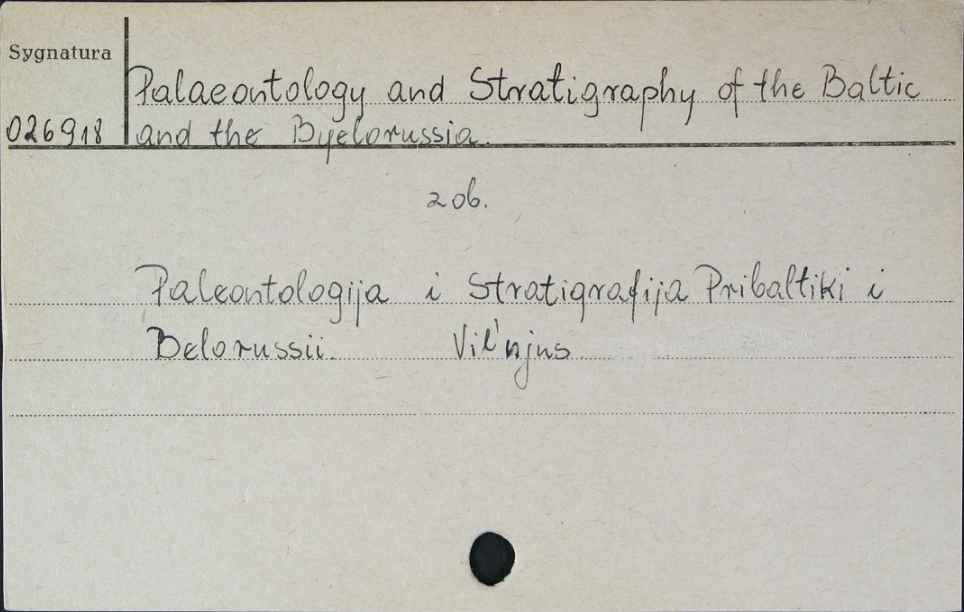 Sygnatura
Palaeontology and Stratigraphy of the Baltic
026918 and the Byelorussia.
zob.
Paleontologija i Stratigrafija Pribaltiki i
Belorussii. Vil'njus